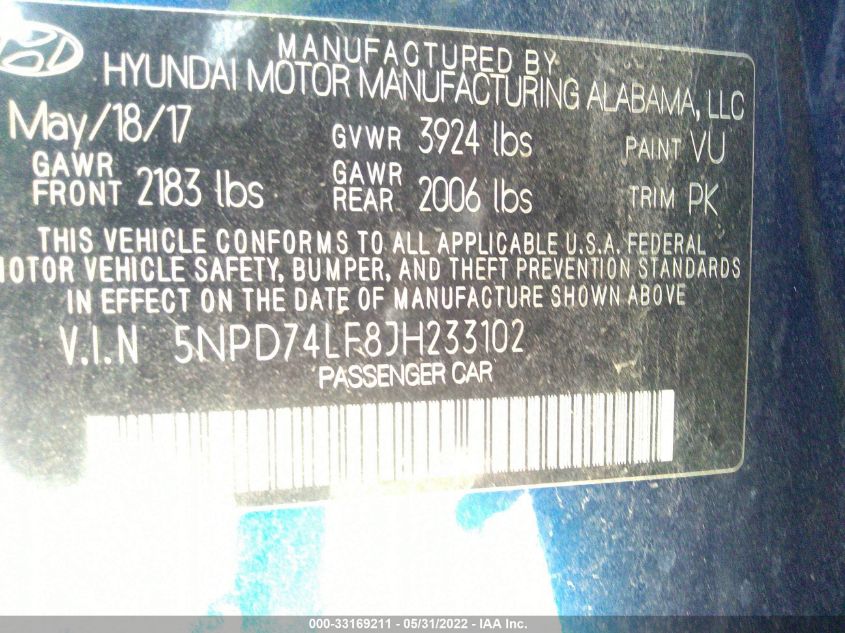 MANUFACTURED BY
HYUNDAI MOTOR MANUFACTURING ALABAMA, LLC
May/18/17 GVWR 3924 lbs PAINT VU
GAWR FRONT 2183 lbs GAWR REAR 2006 lbs TRIM PK
THIS VEHICLE CONFORMS TO ALL APPLICABLE U.S.A. FEDERAL
MOTOR VEHICLE SAFETY, BUMPER, AND THEFT PREVENTION STANDARDS
IN EFFECT ON THE DATE OF MANUFACTURE SHOWN ABOVE
V.I.N 5NPD74LF8JH233102
PASSENGER CAR
000-33169211 - 05/31/2022 - IAA Inc.